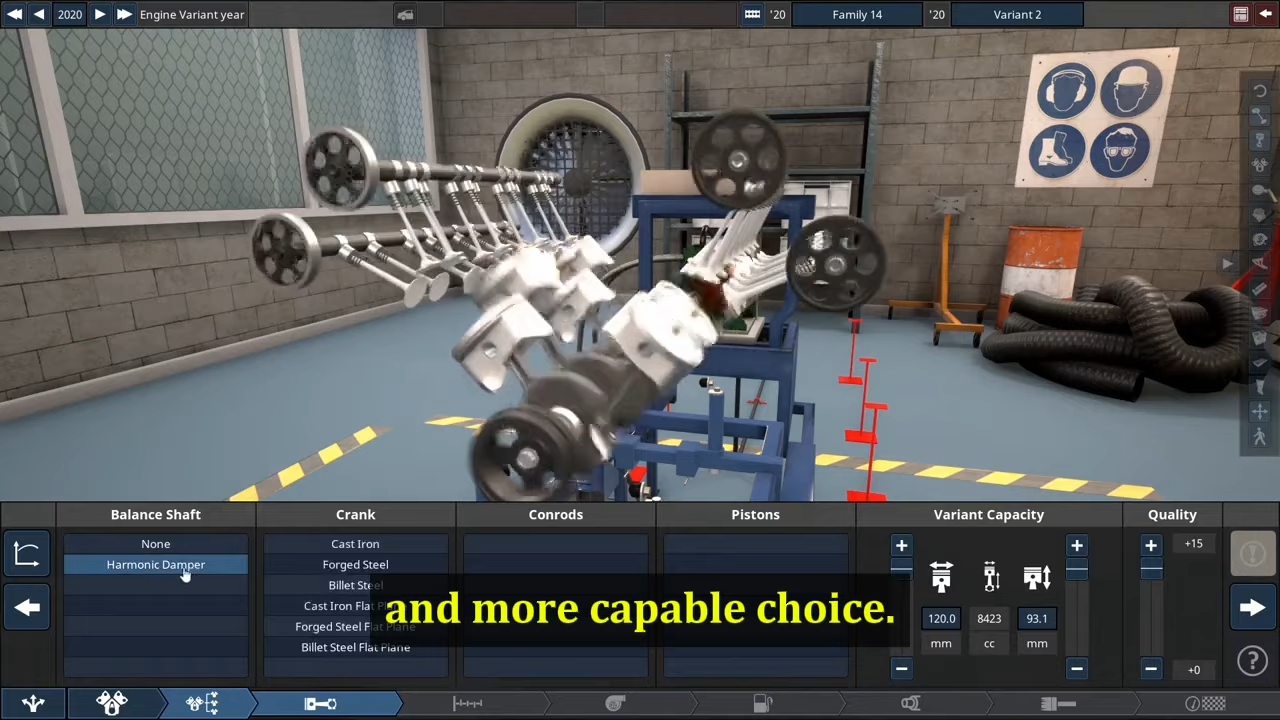 2020 Engine Variant year '20 Family 14 '20 Variant 2
Balance Shaft Crank Conrods Pistons Variant Capacity Quality
None Cast Iron +15
Harmonic Damper Forged Steel
Billet Steel
Cast Iron Flat
and more capable choice.
120.0 8423 93.1
Forged Steel Flat Plane
mm cc mm
Billet Steel Flat Plane
+0